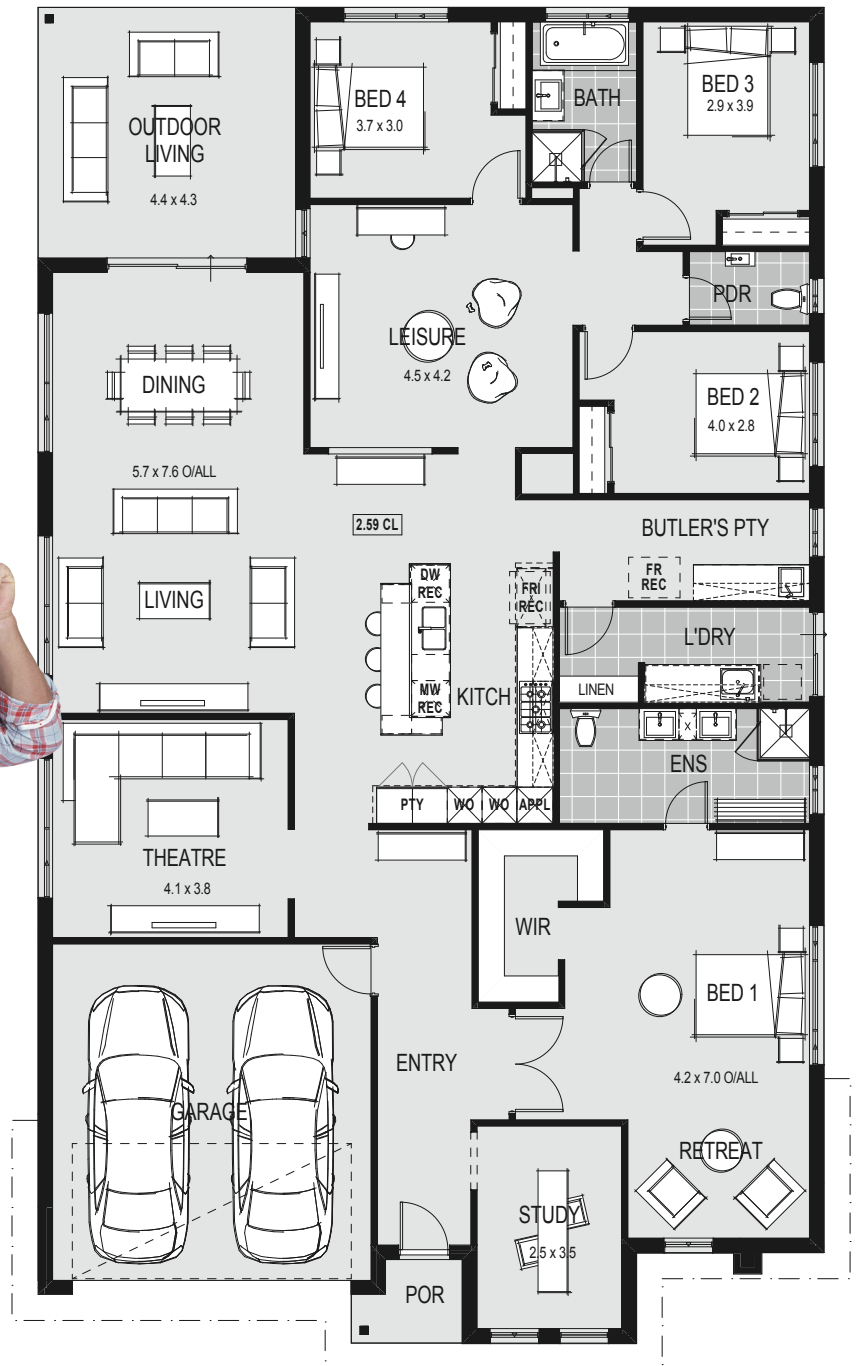 BED 4
3.7 x 3.0
BATH
BED 3
2.9 x 3.9
OUTDOOR
LIVING
4.4 x 4.3
PDR
LEISURE
4.5 x 4.2
DINING
BED 2
4.0 x 2.8
5.7 x 7.6 O/ALL
2.59 CL
BUTLER'S PTY
DW
REC
FRI
REC
FR
REC
LIVING
L'DRY
KITCH
MW
REC
LINEN
X
ENS
PTY
WO
WO
APPL
THEATRE
4.1 x 3.8
WIR
BED 1
ENTRY
4.2 x 7.0 O/ALL
GARAGE
RETREAT
STUDY
2.5 x 3.5
POR